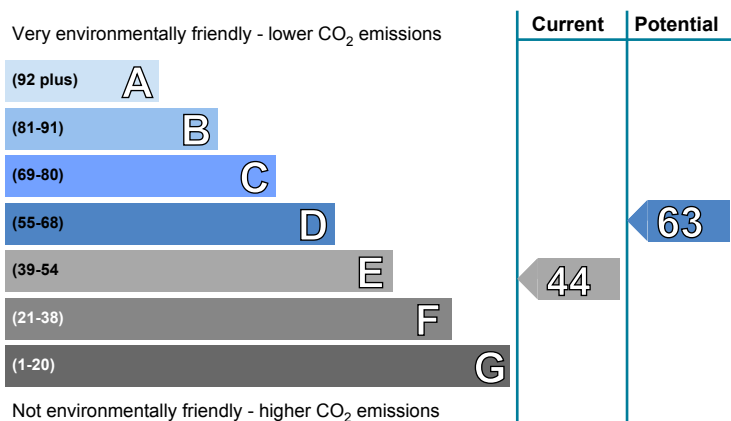 Very environmentally friendly - lower CO2 emissions
Current
Potential
(92 plus) A
(81-91) B
(69-80) C
(55-68) D
63
(39-54 E
44
(21-38) F
(1-20) G
Not environmentally friendly - higher CO2 emissions